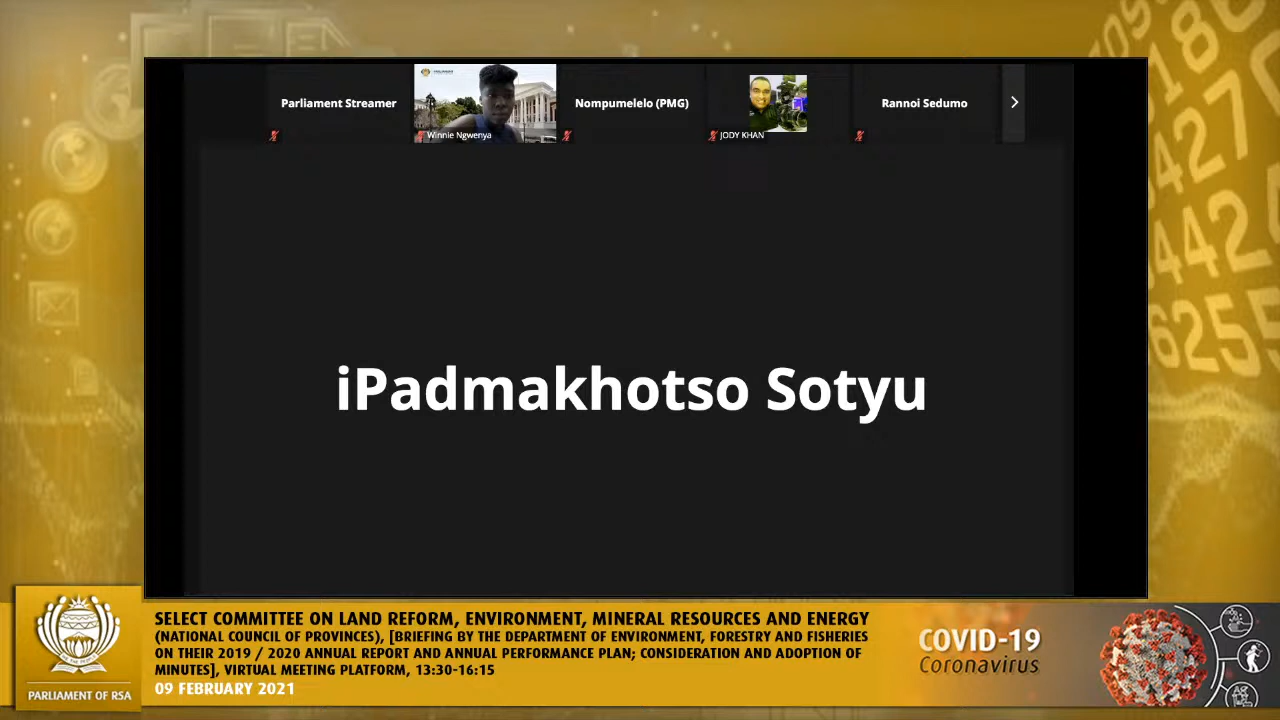 Parliament Streamer
Winnie Ngwenya
Nompumelelo (PMG)
JODY KHAN
Rannoi Sedumo
iPadmakhotso Sotyu
SELECT COMMITTEE ON LAND REFORM, ENVIRONMENT, MINERAL RESOURCES AND ENERGY
(NATIONAL COUNCIL OF PROVINCES), [BRIEFING BY THE DEPARTMENT OF ENVIRONMENT, FORESTRY AND FISHERIES
ON THEIR 2019 / 2020 ANNUAL REPORT AND ANNUAL PERFORMANCE PLAN; CONSIDERATION AND ADOPTION OF
MINUTES], VIRTUAL MEETING PLATFORM, 13:30-16:15
09 FEBRUARY 2021
PARLIAMENT OF RSA
COVID-19
Coronavirus